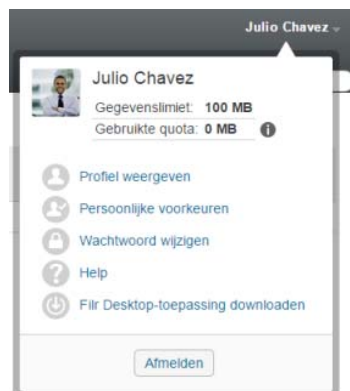 Julio Chavez
Julio Chavez
Gegevenslimiet: 100 MB
Gebruikte quota: 0 MB
Profiel weergeven
Persoonlijke voorkeuren
Wachtwoord wijzigen
Help
Filr Desktop-toepassing downloaden
Afmelden